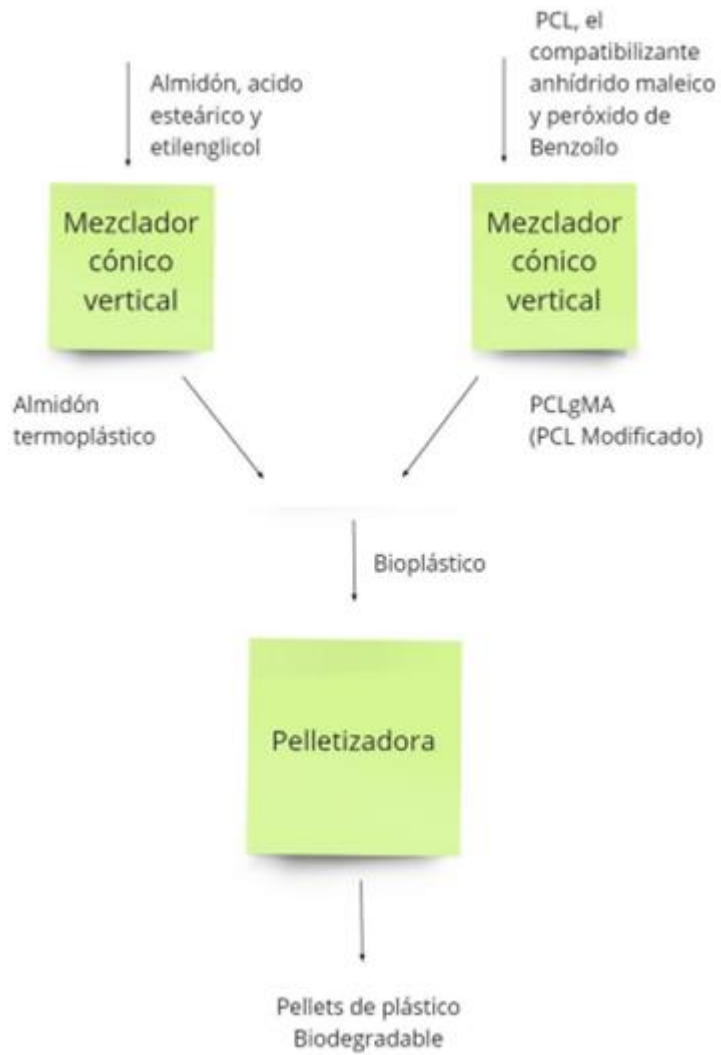 Almidón, acido
esteárico y
etilenglicol
PCL, el
compatibilizante
anhídrido maleico
y peróxido de
Benzoílo
Mezclador
cónico
vertical
Mezclador
cónico
vertical
Almidón
termoplástico
PCLgMA
(PCL Modificado)
Bioplástico
Pelletizadora
Pellets de plástico
Biodegradable